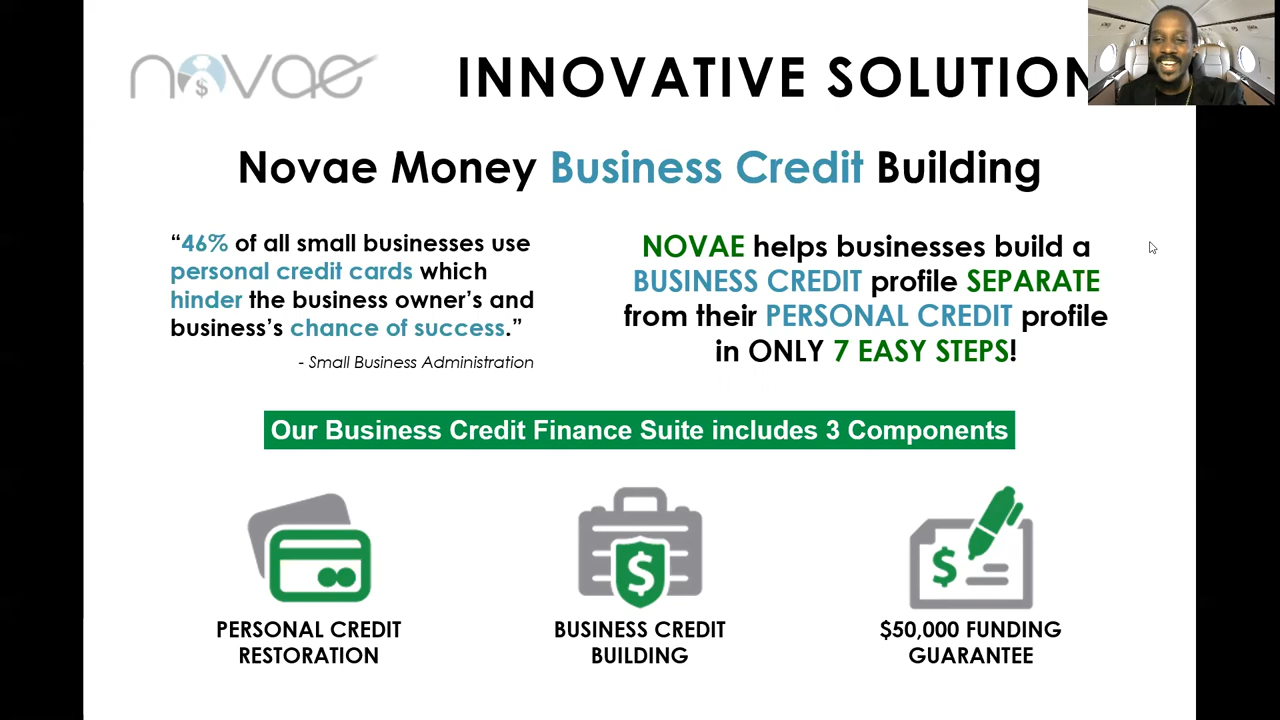 novae
INNOVATIVE SOLUTION
Novae Money Business Credit Building
“46% of all small businesses use
personal credit cards which
hinder the business owner’s and
business’s chance of success.”
- Small Business Administration
NOVAE helps businesses build a
BUSINESS CREDIT profile SEPARATE
from their PERSONAL CREDIT profile
in ONLY 7 EASY STEPS!
Our Business Credit Finance Suite includes 3 Components
$
$
$
PERSONAL CREDIT
RESTORATION
BUSINESS CREDIT
BUILDING
$50,000 FUNDING
GUARANTEE